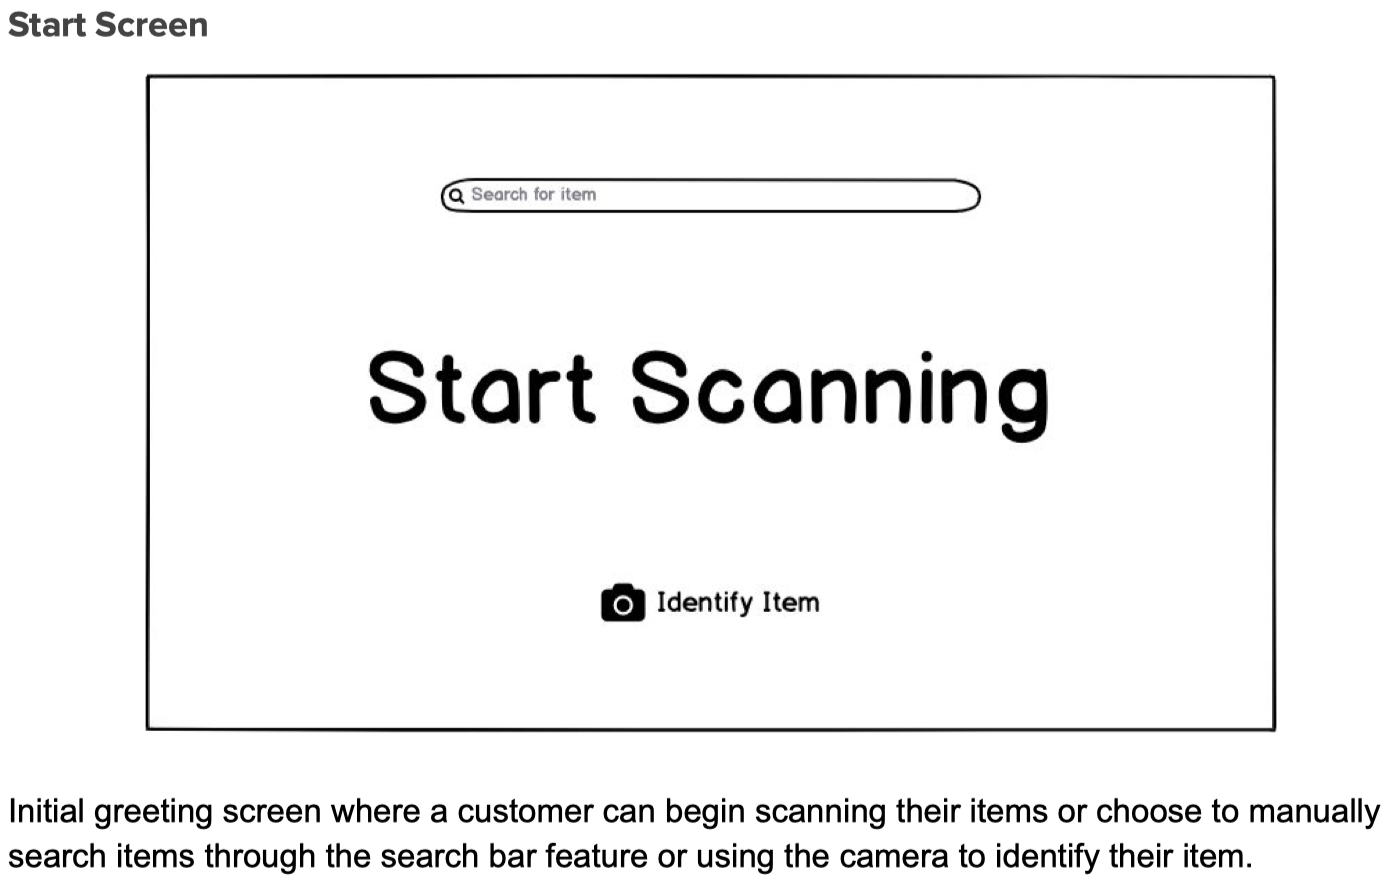 Start Screen
Search for item
Start Scanning
Identify Item
Initial greeting screen where a customer can begin scanning their items or choose to manually
search items through the search bar feature or using the camera to identify their item.